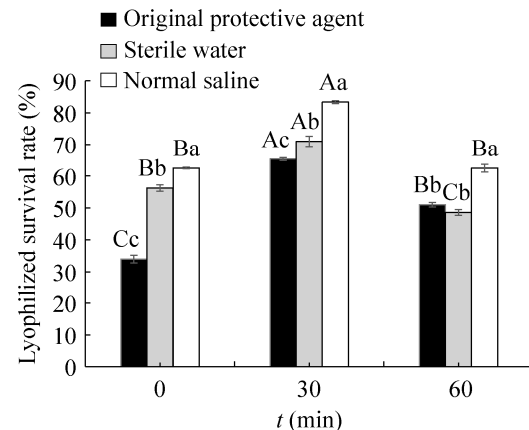 Original protective agent
Sterile water
Normal saline
Lyophilized survival rate (%)
90
80
70
60
50
40
30
20
10
0
Cc
Bb
Ba
Ac
Ab
Aa
Bb
Cb
Ba
0
30
60
t (min)